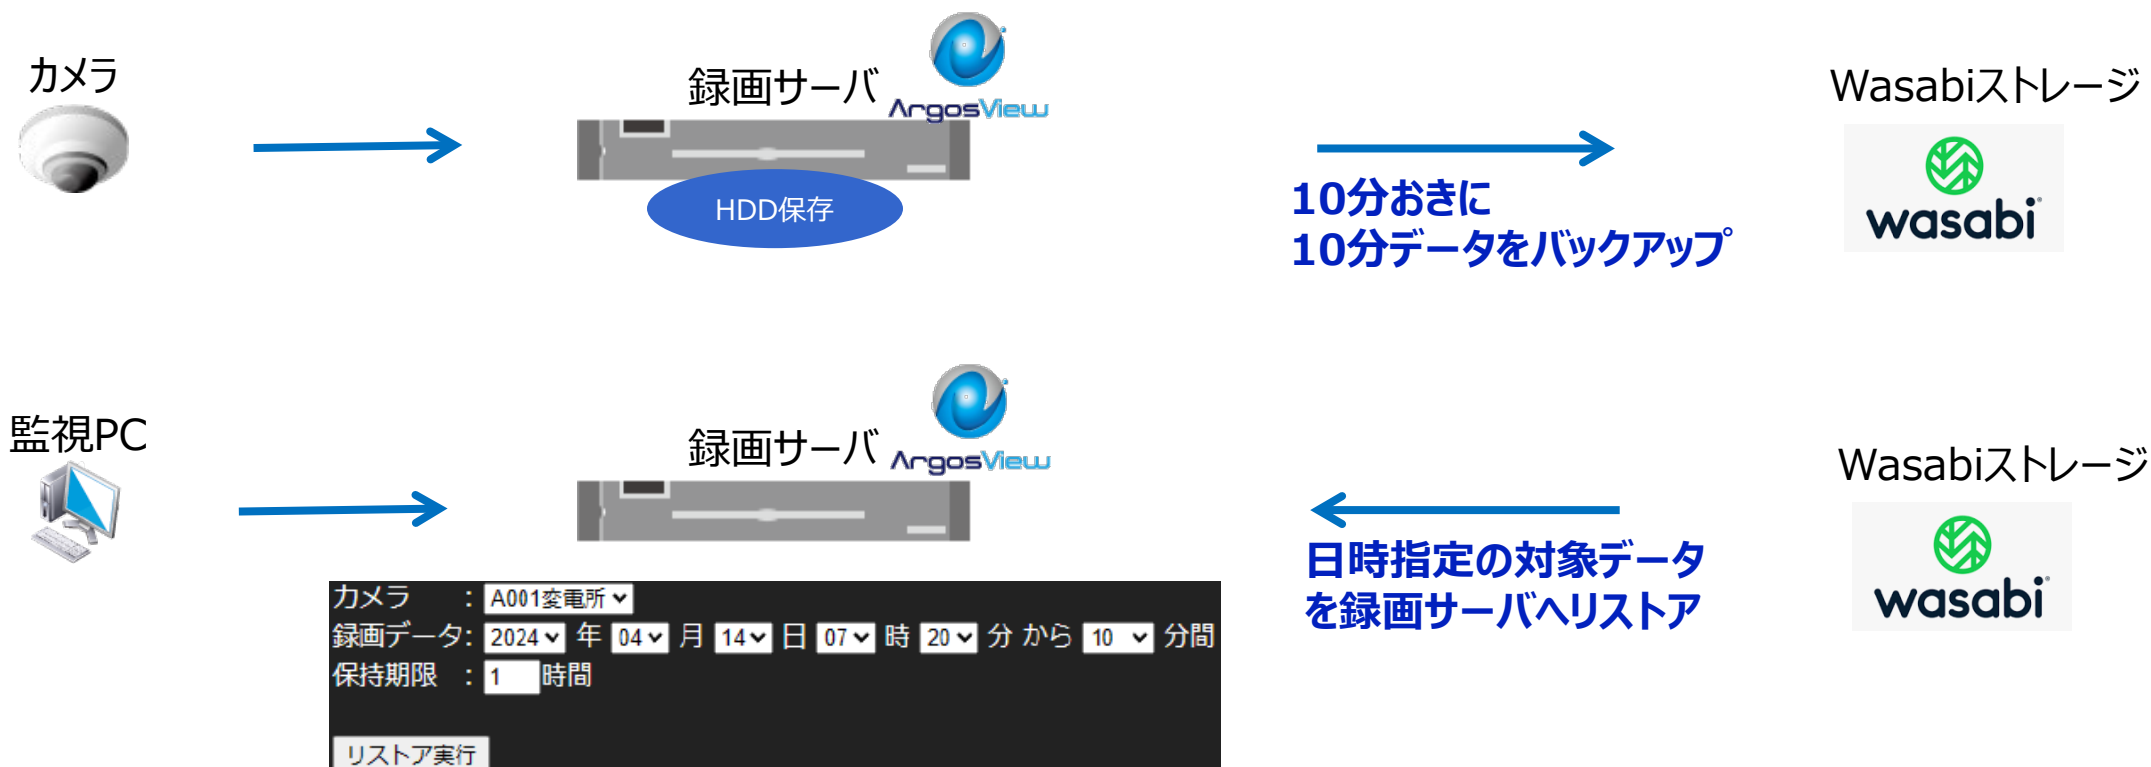 カメラ
録画サーバ
ArgosView
Wasabiストレージ
HDD保存
10分おきに
10分データをバックアップ
wasabi
監視PC
録画サーバ
ArgosView
Wasabiストレージ
日時指定の対象データ
を録画サーバへリストア
wasabi
カメラ : A001変電所
録画データ: 2024 年 04 月 14 日 07 時 20 分 から 10 分間
保持期限 : 1 時間
リストア実行